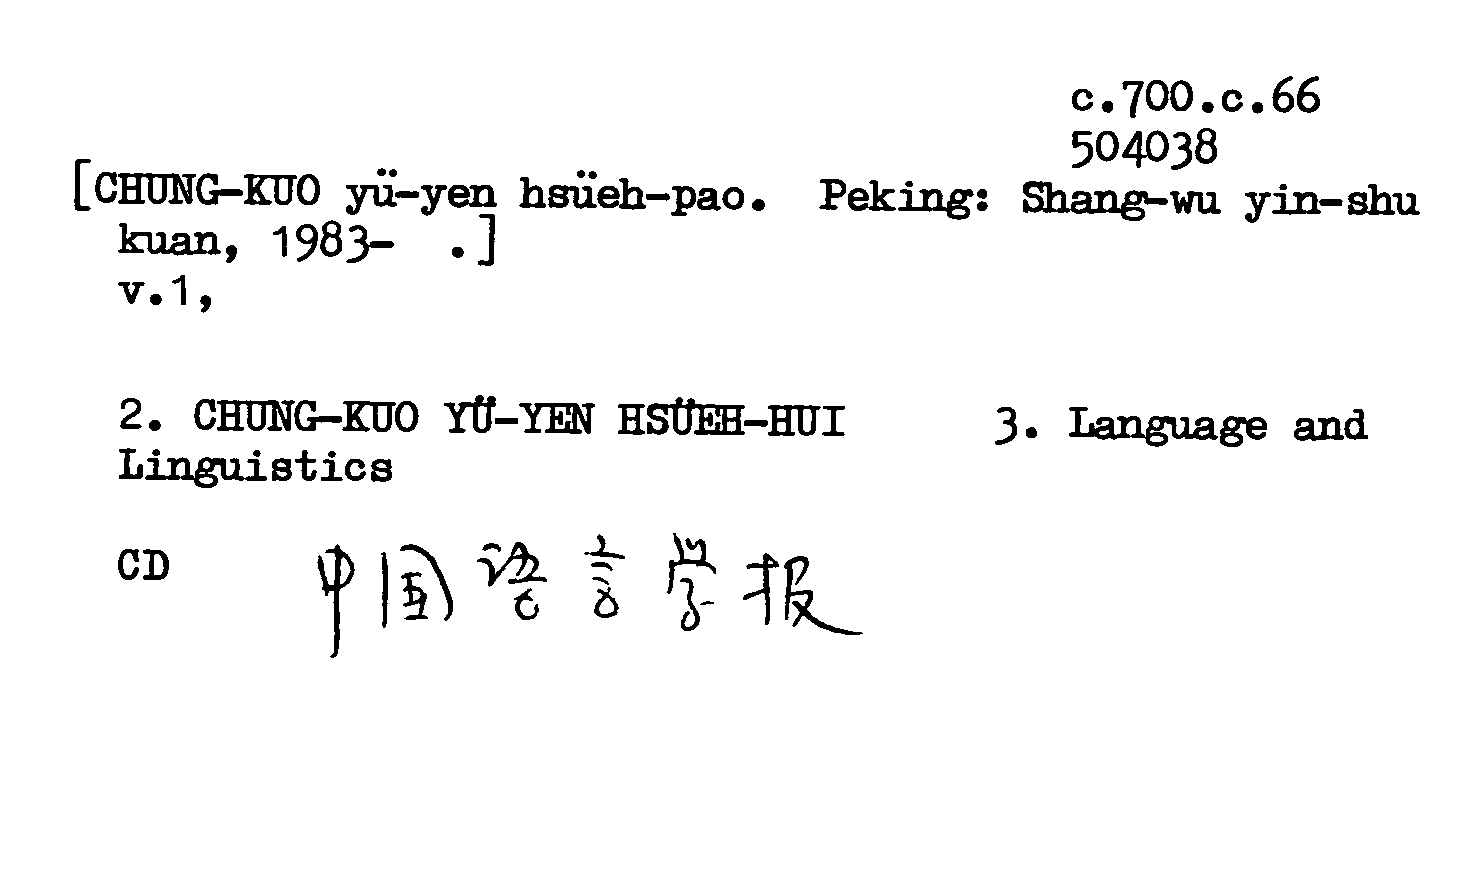 c.700.c.66
504038
[CHUNG-KUO yü-yen hsüeh-pao. Peking: Shang-wu yin-shu
kuan, 1983- .]
v.1,
2. CHUNG-KUO YÜ-YEN HSÜEH-HUI 3. Language and
Linguistics
CD 中国语言学报